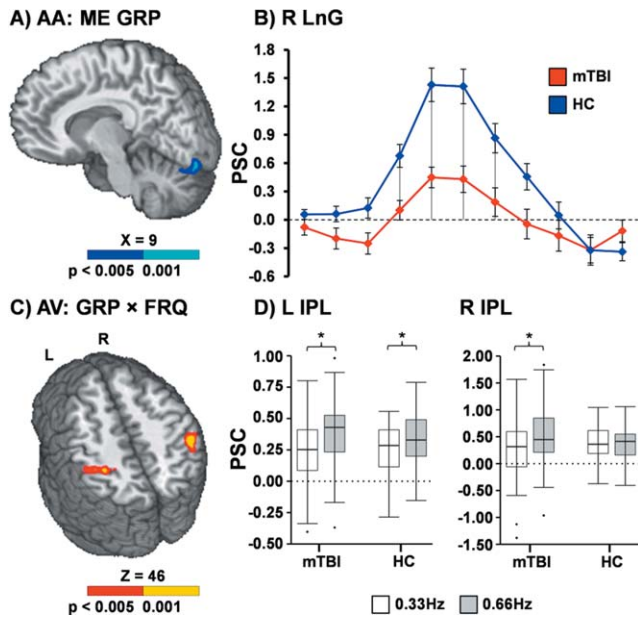 A) AA: ME GRP
X = 9
p < 0.005 0.001
B) R LnG
PSC
1.8
1.5
1.2
0.9
0.6
0.3
0.0
-0.3
-0.6
mTBI
HC
C) AV: GRP × FRQ
L
R
Z = 46
p < 0.005 0.001
D) L IPL
PSC
1.00
0.75
0.50
0.25
0.00
-0.25
-0.50
*
*
mTBI
HC
R IPL
2.00
1.50
1.00
0.50
0.00
-0.50
-1.00
-1.50
*
mTBI
HC
0.33Hz
0.66Hz